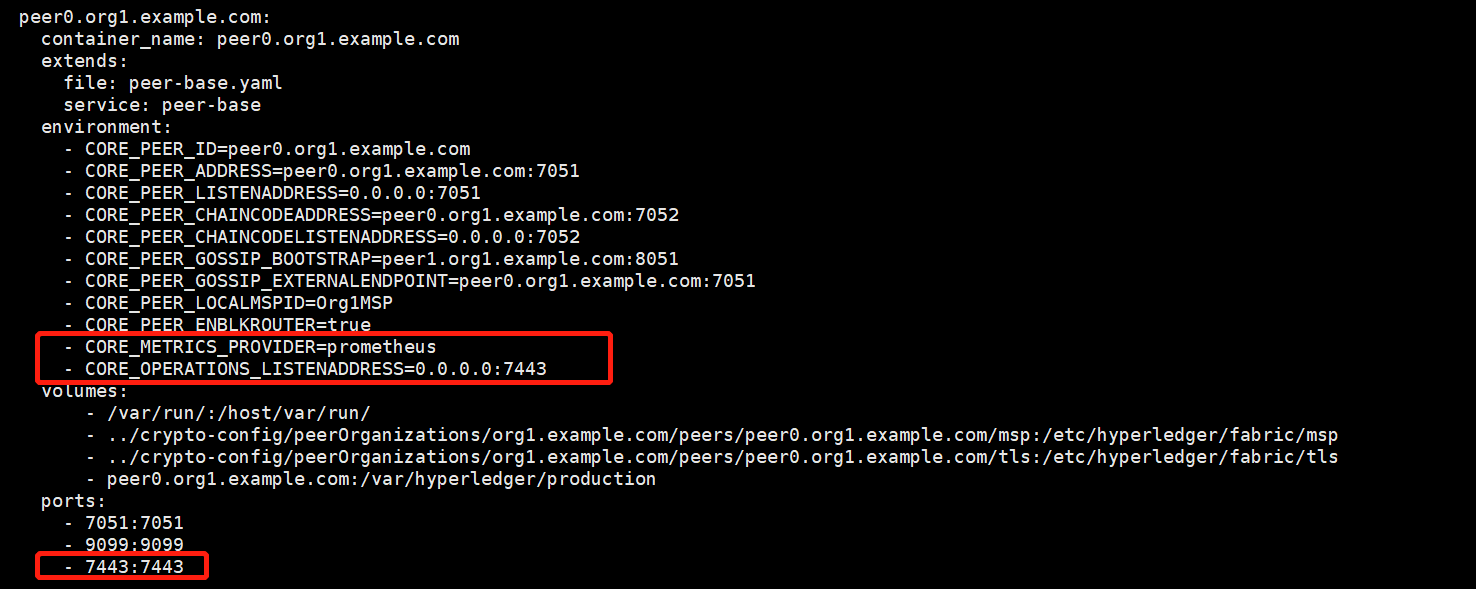 peer0.org1.example.com:
container_name: peer0.org1.example.com
extends:
file: peer-base.yaml
service: peer-base
environment:
- CORE_PEER_ID=peer0.org1.example.com
- CORE_PEER_ADDRESS=peer0.org1.example.com:7051
- CORE_PEER_LISTENADDRESS=0.0.0.0:7051
- CORE_PEER_CHAINCODEADDRESS=peer0.org1.example.com:7052
- CORE_PEER_CHAINCODELISTENADDRESS=0.0.0.0:7052
- CORE_PEER_GOSSIP_BOOTSTRAP=peer1.org1.example.com:8051
- CORE_PEER_GOSSIP_EXTERNALENDPOINT=peer0.org1.example.com:7051
- CORE_PEER_LOCALMSPID=Org1MSP
- CORE_PEER_ENBLKROUTER=true
- CORE_METRICS_PROVIDER=prometheus
- CORE_OPERATIONS_LISTENADDRESS=0.0.0.0:7443
volumes:
- /var/run/:/host/var/run/
- ../crypto-config/peerOrganizations/org1.example.com/peers/peer0.org1.example.com/msp:/etc/hyperledger/fabric/msp
- ../crypto-config/peerOrganizations/org1.example.com/peers/peer0.org1.example.com/tls:/etc/hyperledger/fabric/tls
- peer0.org1.example.com:/var/hyperledger/production
ports:
- 7051:7051
- 9099:9099
- 7443:7443